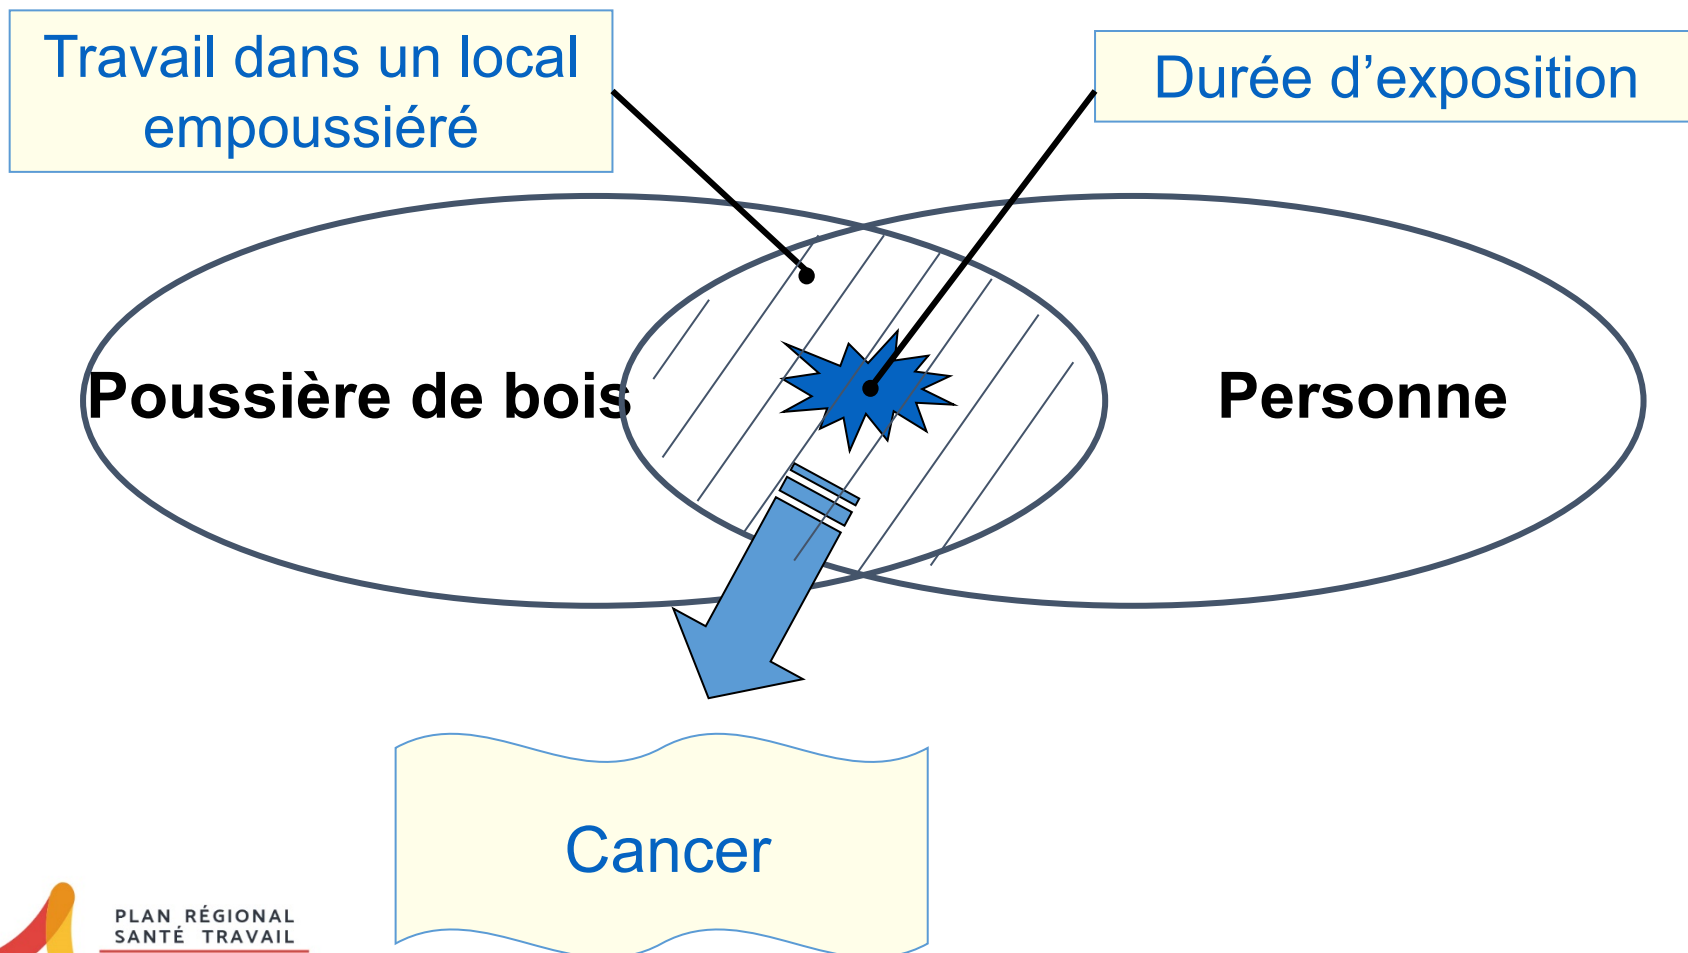 Travail dans un local
empoussiéré
Durée d’exposition
Poussière de bois
Personne
Cancer
PLAN RÉGIONAL
SANTÉ TRAVAIL